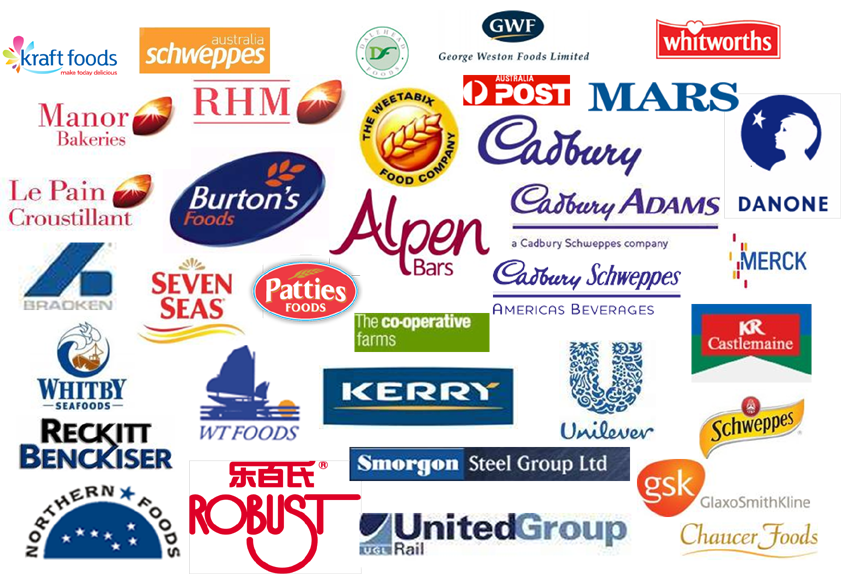 kraft foods
make today delicious
australia
schweppes
DALEHEAD
DF
FOODS
GWF
George Weston Foods Limited
whitworths
Manor
Bakeries
RHM
THE WEETABIX
FOOD COMPANY
AUSTRALIA
POST
MARS
Cadbury
DANONE
Le Pain
Croustillant
Burton's
Foods
Alpen
Bars
Cadbury ADAMS
a Cadbury Schweppes company
Cadbury Schweppes
AMERICAS BEVERAGES
MERCK
BRADKEN
SEVEN
SEAS
Patties
FOODS
The co-operative
farms
KR
Castlemaine
WHITBY
SEAFOODS
WT FOODS
KERRY
Unilever
Schweppes
RECKITT
BENCKISER
Smorgon Steel Group Ltd
gsk
GlaxoSmithKline
NORTHERN FOODS
乐百氏®
ROBUST
UGL
UnitedGroup
Rail
Chaucer Foods